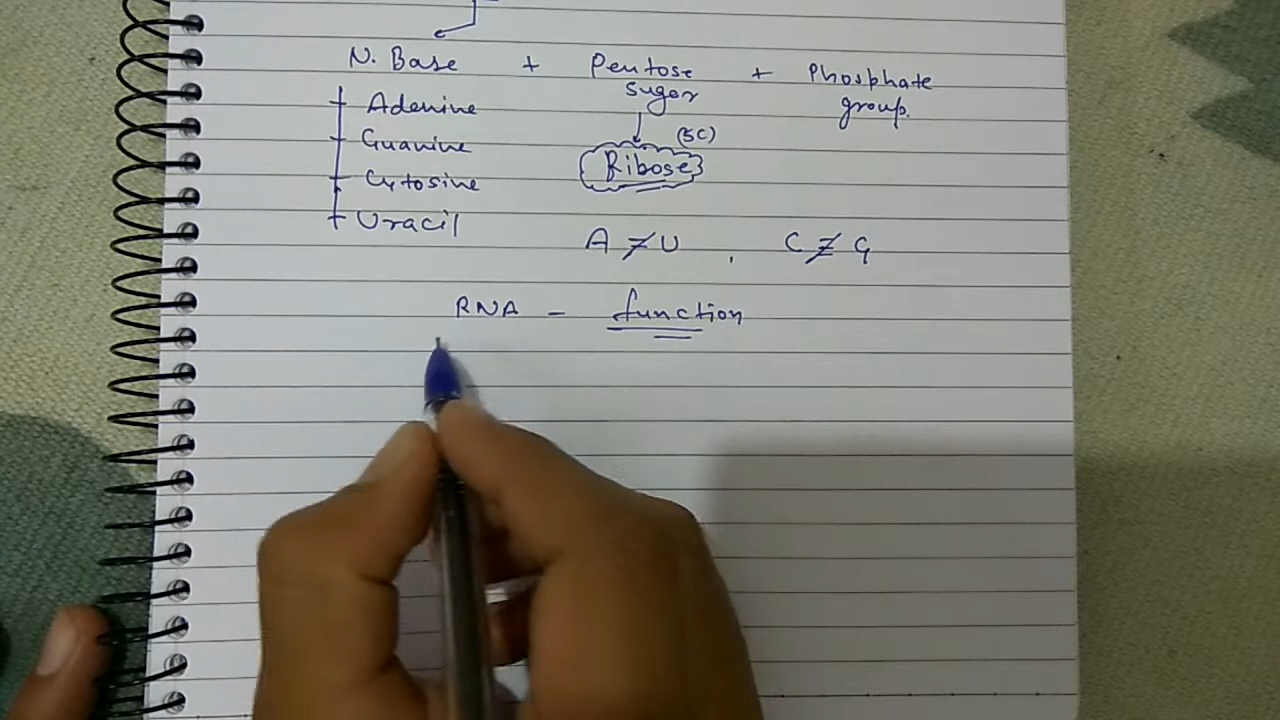 N. Base + Pentose sugar + Phosphate group.
Adenine
(5C)
Guanine
Ribose
Cytosine
Uracil
A ≠ U , C ≠ G
RNA - function